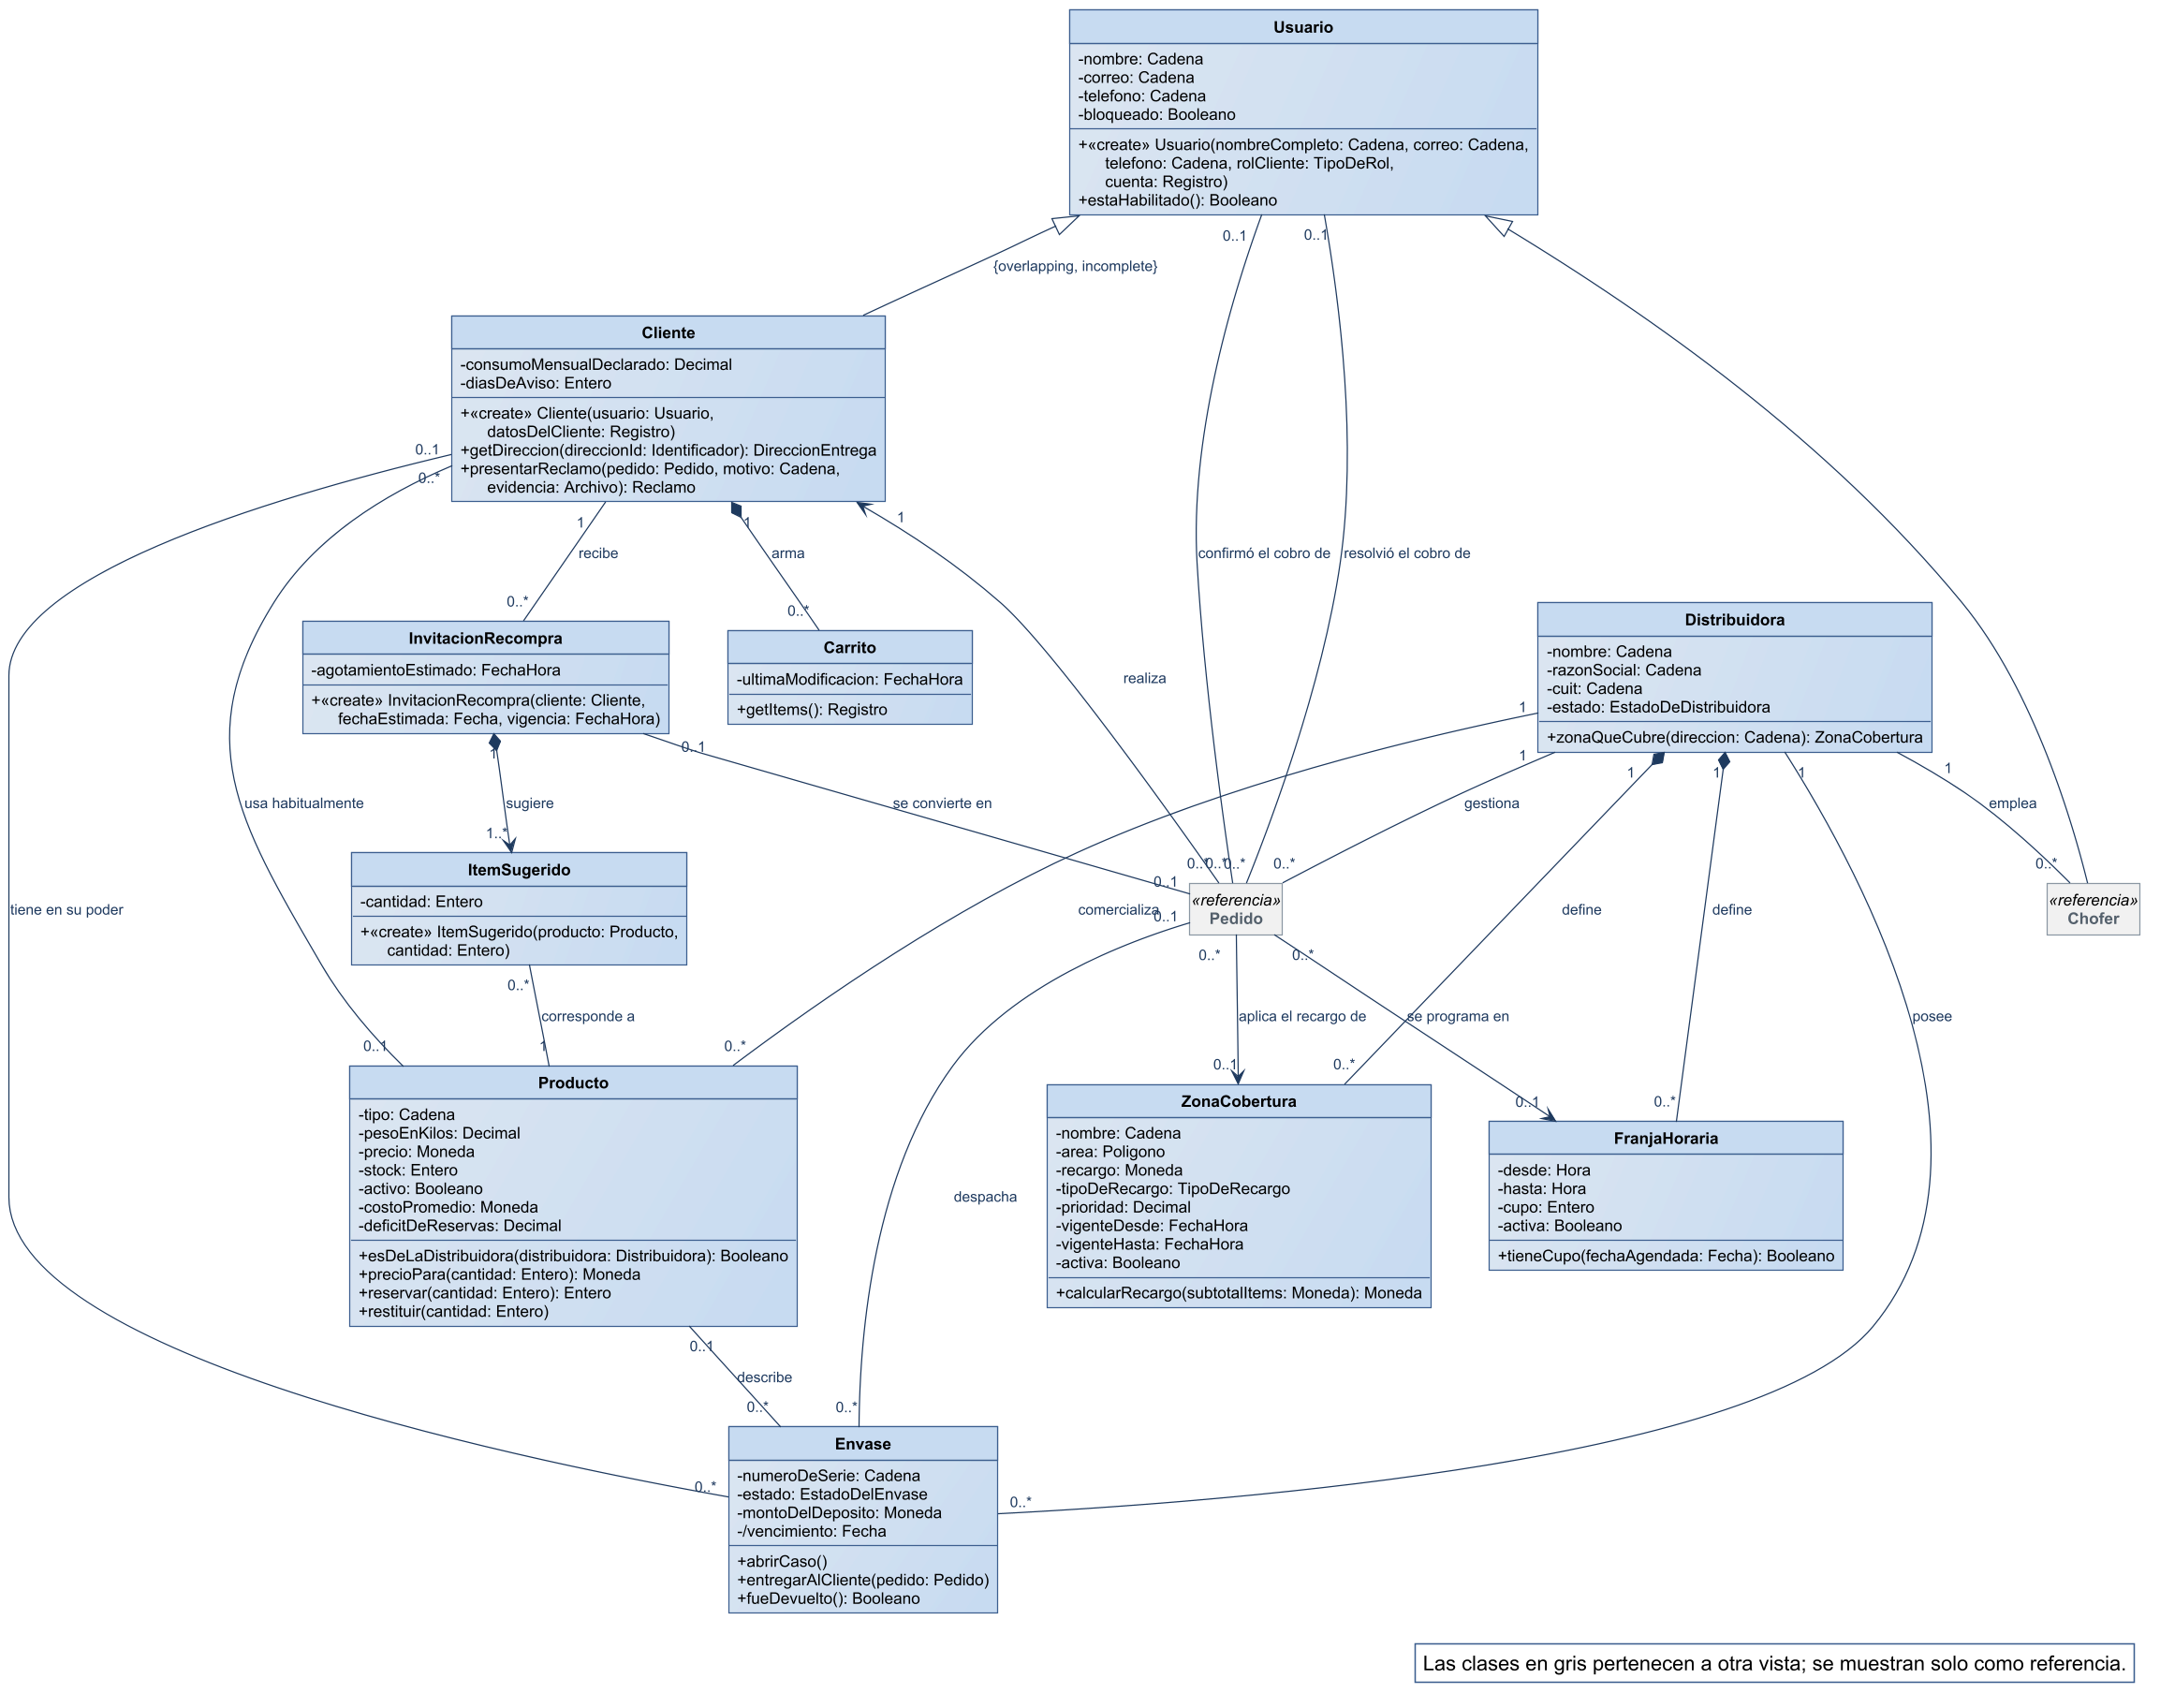 Usuario
-nombre: Cadena
-correo: Cadena
-telefono: Cadena
-bloqueado: Booleano
+«create» Usuario(nombreCompleto: Cadena, correo: Cadena,
telefono: Cadena, rolCliente: TipoDeRol,
cuenta: Registro)
+estaHabilitado(): Booleano
0..1
0..1
{overlapping, incomplete}
Cliente
-consumoMensualDeclarado: Decimal
-diasDeAviso: Entero
+«create» Cliente(usuario: Usuario,
datosDelCliente: Registro)
+getDireccion(direccionId: Identificador): DireccionEntrega
+presentarReclamo(pedido: Pedido, motivo: Cadena,
evidencia: Archivo): Reclamo
0..1
0..*
1
1
1
recibe
arma
confirmó el cobro de
resolvió el cobro de
0..*
0..*
InvitacionRecompra
-agotamientoEstimado: FechaHora
+«create» InvitacionRecompra(cliente: Cliente,
fechaEstimada: Fecha, vigencia: FechaHora)
Carrito
-ultimaModificacion: FechaHora
+getItems(): Registro
realiza
Distribuidora
-nombre: Cadena
-razonSocial: Cadena
-cuit: Cadena
-estado: EstadoDeDistribuidora
+zonaQueCubre(direccion: Cadena): ZonaCobertura
1
0..1
1
1
1
1
1
1
usa habitualmente
sugiere
se convierte en
gestiona
emplea
1..*
0..*
0..*
0..*
0..*
0..*
0..1
0..1
ItemSugerido
-cantidad: Entero
+«create» ItemSugerido(producto: Producto,
cantidad: Entero)
«referencia»
Pedido
«referencia»
Chofer
tiene en su poder
comercializa
define
define
0..*
0..*
0..*
corresponde a
aplica el recargo de
se programa en
posee
0..1
1
0..*
0..1
0..*
0..1
0..*
Producto
-tipo: Cadena
-pesoEnKilos: Decimal
-precio: Moneda
-stock: Entero
-activo: Booleano
-costoPromedio: Moneda
-deficitDeReservas: Decimal
+esDeLaDistribuidora(distribuidora: Distribuidora): Booleano
+precioPara(cantidad: Entero): Moneda
+reservar(cantidad: Entero): Entero
+restituir(cantidad: Entero)
ZonaCobertura
-nombre: Cadena
-area: Poligono
-recargo: Moneda
-tipoDeRecargo: TipoDeRecargo
-prioridad: Decimal
-vigenteDesde: FechaHora
-vigenteHasta: FechaHora
-activa: Booleano
+calcularRecargo(subtotalItems: Moneda): Moneda
FranjaHoraria
-desde: Hora
-hasta: Hora
-cupo: Entero
-activa: Booleano
+tieneCupo(fechaAgendada: Fecha): Booleano
despacha
0..1
describe
0..*
0..*
Envase
-numeroDeSerie: Cadena
-estado: EstadoDelEnvase
-montoDelDeposito: Moneda
-/vencimiento: Fecha
+abrirCaso()
+entregarAlCliente(pedido: Pedido)
+fueDevuelto(): Booleano
0..*
0..*
Las clases en gris pertenecen a otra vista; se muestran solo como referencia.